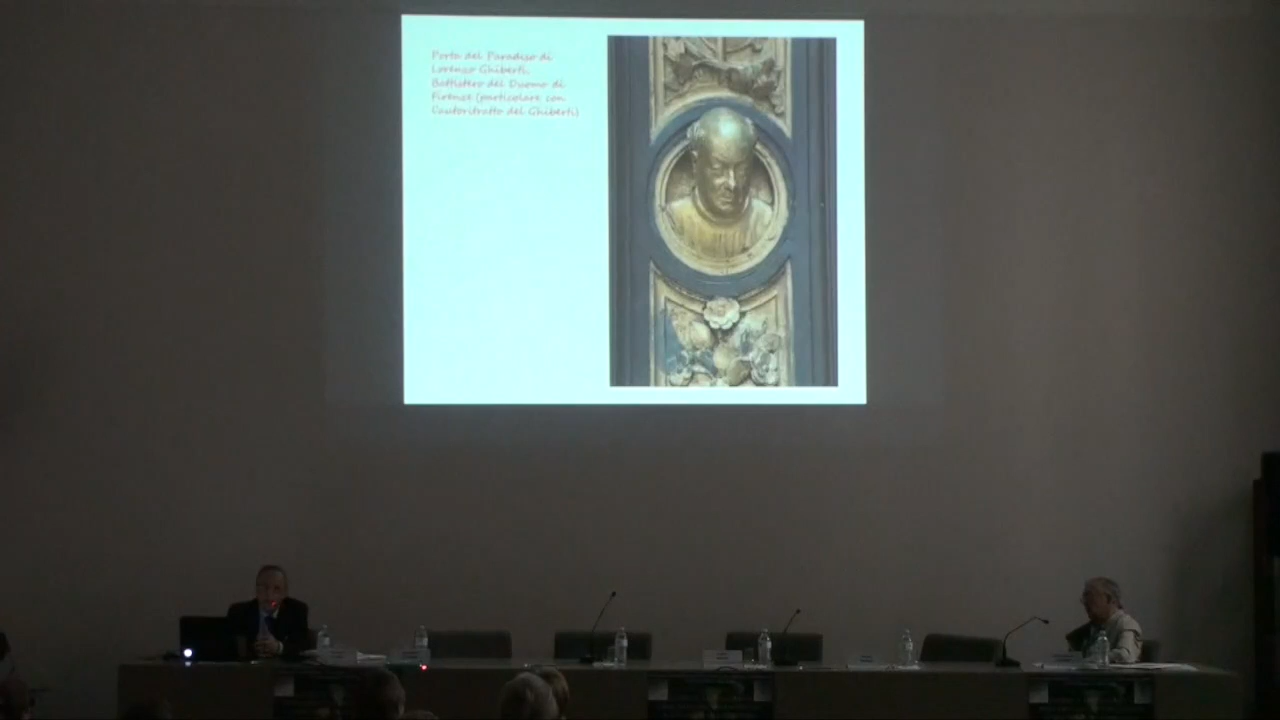 Porta del Paradiso di
Lorenzo Ghiberti.
Battistero del Duomo di
Firenze (particolare con
l'autoritratto del Ghiberti)